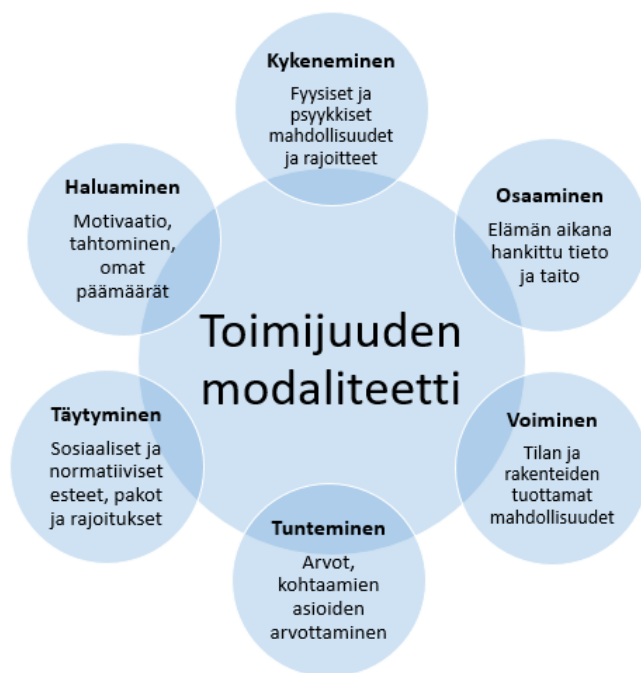 Kykeneminen
Fyysiset ja
psyykkiset
mahdollisuudet
ja rajoitteet
Osaaminen
Elämän aikana
hankittu tieto
ja taito
Voiminen
Tilan ja
rakenteiden
tuottamat
mahdollisuudet
Tunteminen
Arvot,
kohtaamien
asioiden
arvottaminen
Täytyminen
Sosiaaliset ja
normatiiviset
esteet, pakot
ja rajoitukset
Haluaminen
Motivaatio,
tahtominen,
omat
päämäärät
Toimijuuden
modaliteetti